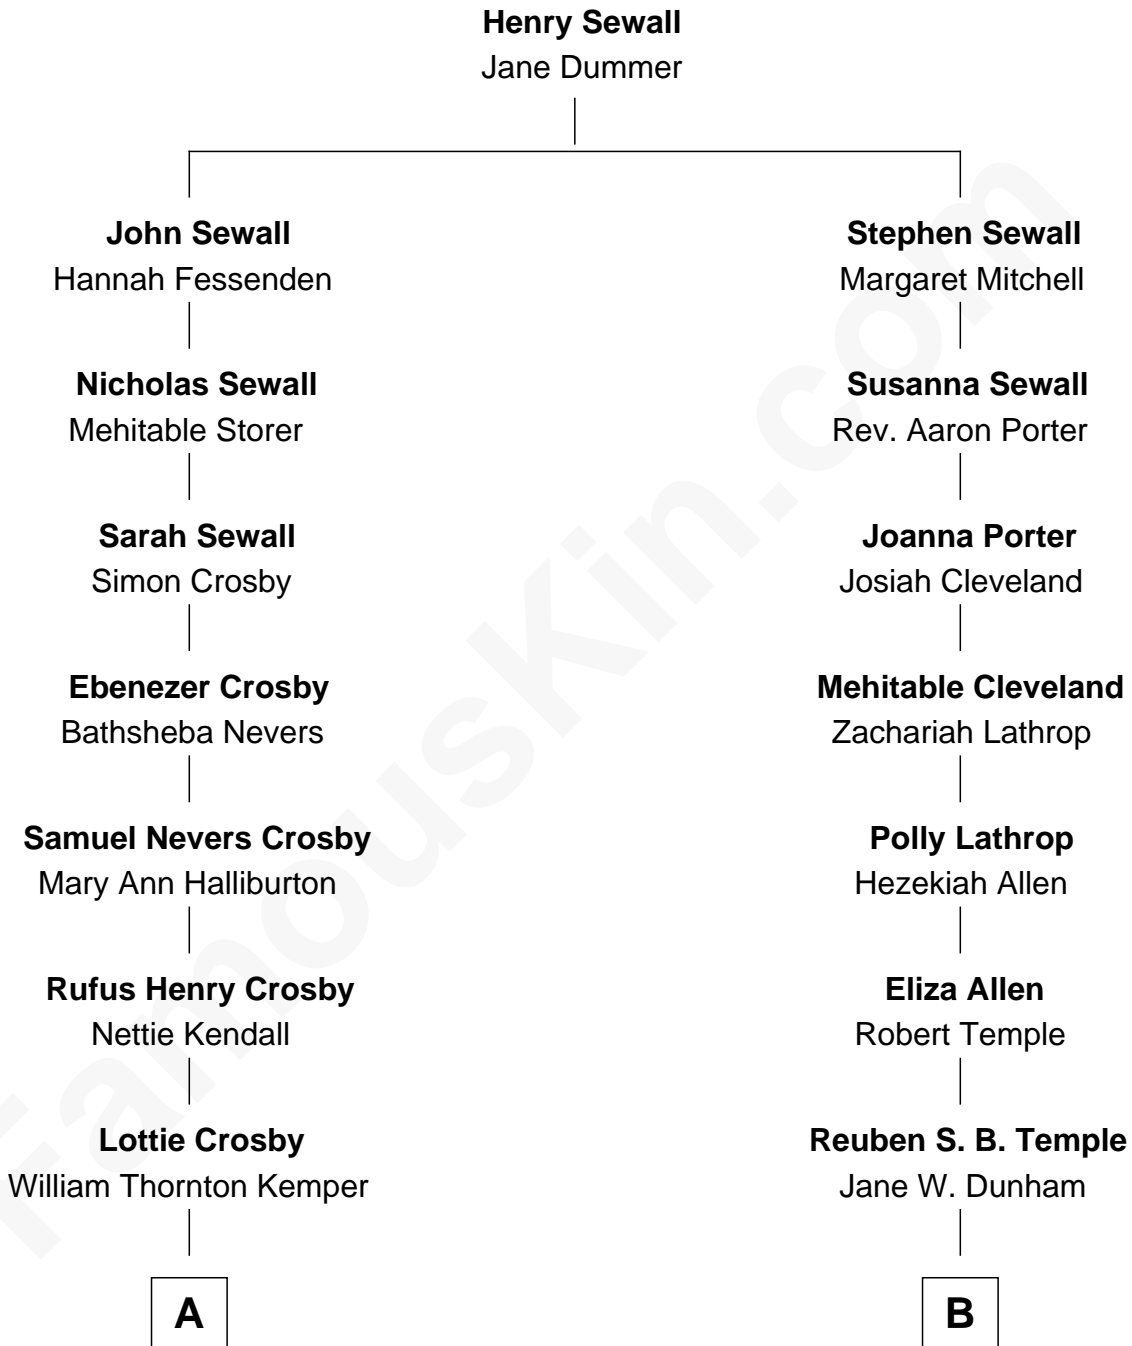 Henry Sewall
Jane Dummer
John Sewall
Hannah Fessenden
Stephen Sewall
Margaret Mitchell
Nicholas Sewall
Mehitable Storer
Susanna Sewall
Rev. Aaron Porter
Sarah Sewall
Simon Crosby
Joanna Porter
Josiah Cleveland
Ebenezer Crosby
Bathsheba Nevers
Mehitable Cleveland
Zachariah Lathrop
Samuel Nevers Crosby
Mary Ann Halliburton
Polly Lathrop
Hezekiah Allen
Rufus Henry Crosby
Nettie Kendall
Eliza Allen
Robert Temple
Lottie Crosby
William Thornton Kemper
Reuben S. B. Temple
Jane W. Dunham
A
B
FamousKin.com